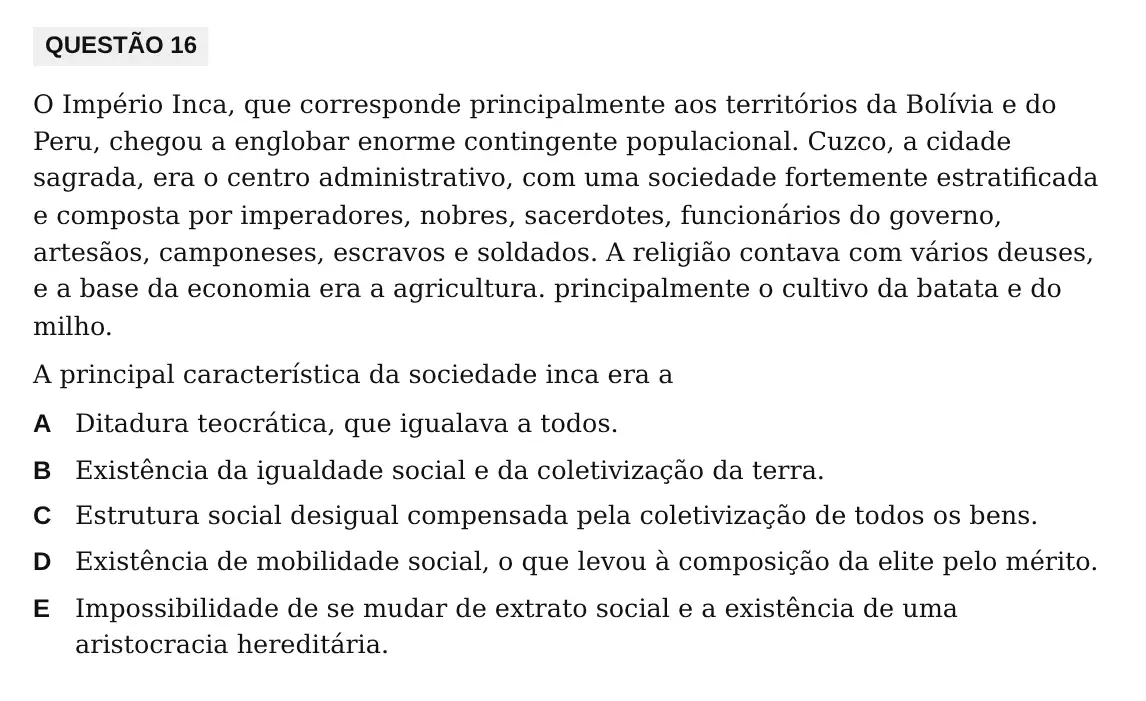 QUESTÃO 16
O Império Inca, que corresponde principalmente aos territórios da Bolívia e do
Peru, chegou a englobar enorme contingente populacional. Cuzco, a cidade
sagrada, era o centro administrativo, com uma sociedade fortemente estratificada
e composta por imperadores, nobres, sacerdotes, funcionários do governo,
artesãos, camponeses, escravos e soldados. A religião contava com vários deuses,
e a base da economia era a agricultura. principalmente o cultivo da batata e do
milho.
A principal característica da sociedade inca era a
A Ditadura teocrática, que igualava a todos.
B Existência da igualdade social e da coletivização da terra.
C Estrutura social desigual compensada pela coletivização de todos os bens.
D Existência de mobilidade social, o que levou à composição da elite pelo mérito.
E Impossibilidade de se mudar de extrato social e a existência de uma
aristocracia hereditária.